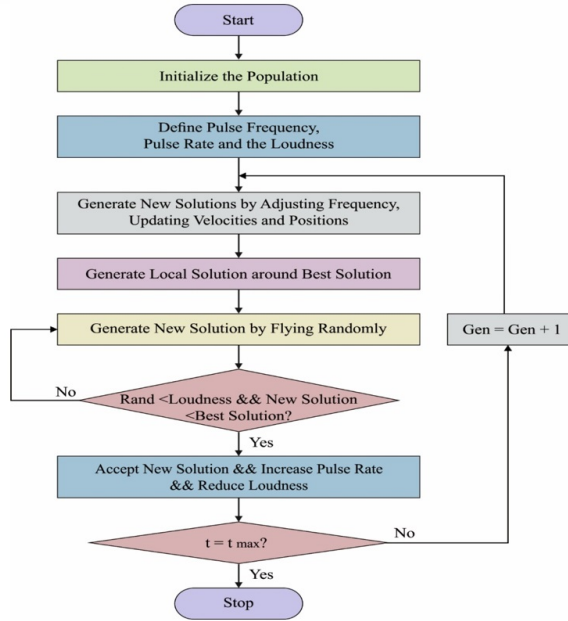 Start
Initialize the Population
Define Pulse Frequency,
Pulse Rate and the Loudness
Generate New Solutions by Adjusting Frequency,
Updating Velocities and Positions
Generate Local Solution around Best Solution
Generate New Solution by Flying Randomly
Gen = Gen + 1
No
Rand <Loudness && New Solution
<Best Solution?
Yes
Accept New Solution && Increase Pulse Rate
&& Reduce Loudness
t = t max?
No
Yes
Stop